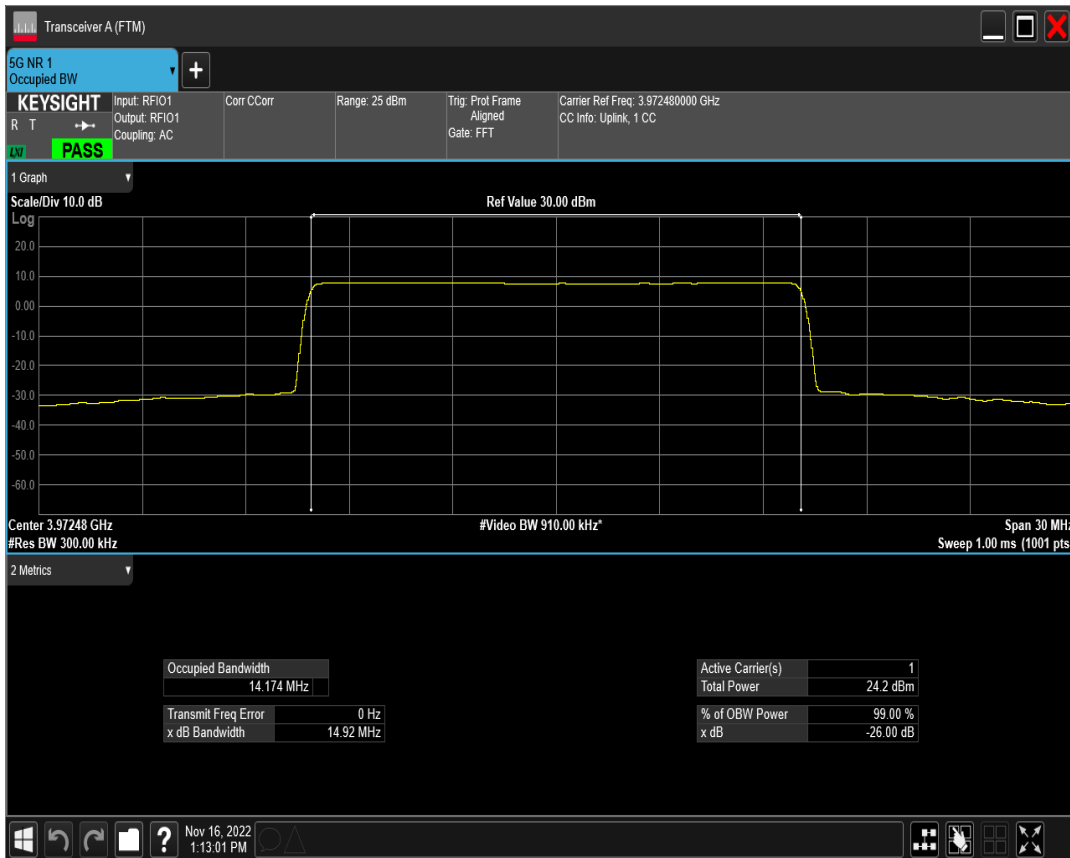 Transceiver A (FTM)
5G NR 1
Occupied BW
+
KEYSIGHT
R T
LXI
PASS
Input: RFIO1
Output: RFIO1
Coupling: AC
Corr CCorr
Range: 25 dBm
Trig: Prot Frame
Aligned
Gate: FFT
Carrier Ref Freq: 3.972480000 GHz
CC Info: Uplink, 1 CC
1 Graph
Scale/Div 10.0 dB
Ref Value 30.00 dBm
Log
20.0
10.0
0.00
-10.0
-20.0
-30.0
-40.0
-50.0
-60.0
Center 3.97248 GHz
#Video BW 910.00 kHz*
Span 30 MHz
#Res BW 300.00 kHz
Sweep 1.00 ms (1001 pts
2 Metrics
Occupied Bandwidth
14.174 MHz
Transmit Freq Error 0 Hz
x dB Bandwidth 14.92 MHz
Active Carrier(s) 1
Total Power 24.2 dBm
% of OBW Power 99.00 %
x dB -26.00 dB
?
Nov 16, 2022
1:13:01 PM